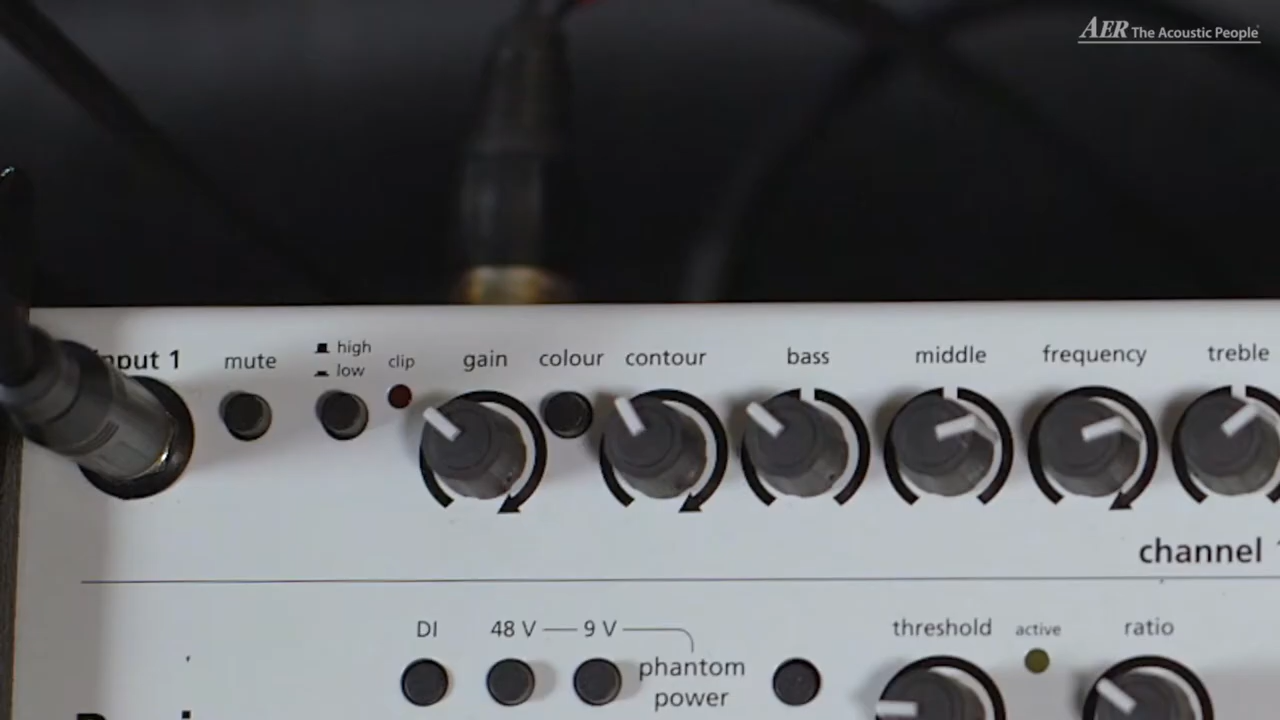 AER The Acoustic People
input 1
mute
high
low
clip
gain
colour
contour
bass
middle
frequency
treble
channel
DI
48 V
9 V
phantom
power
threshold
active
ratio